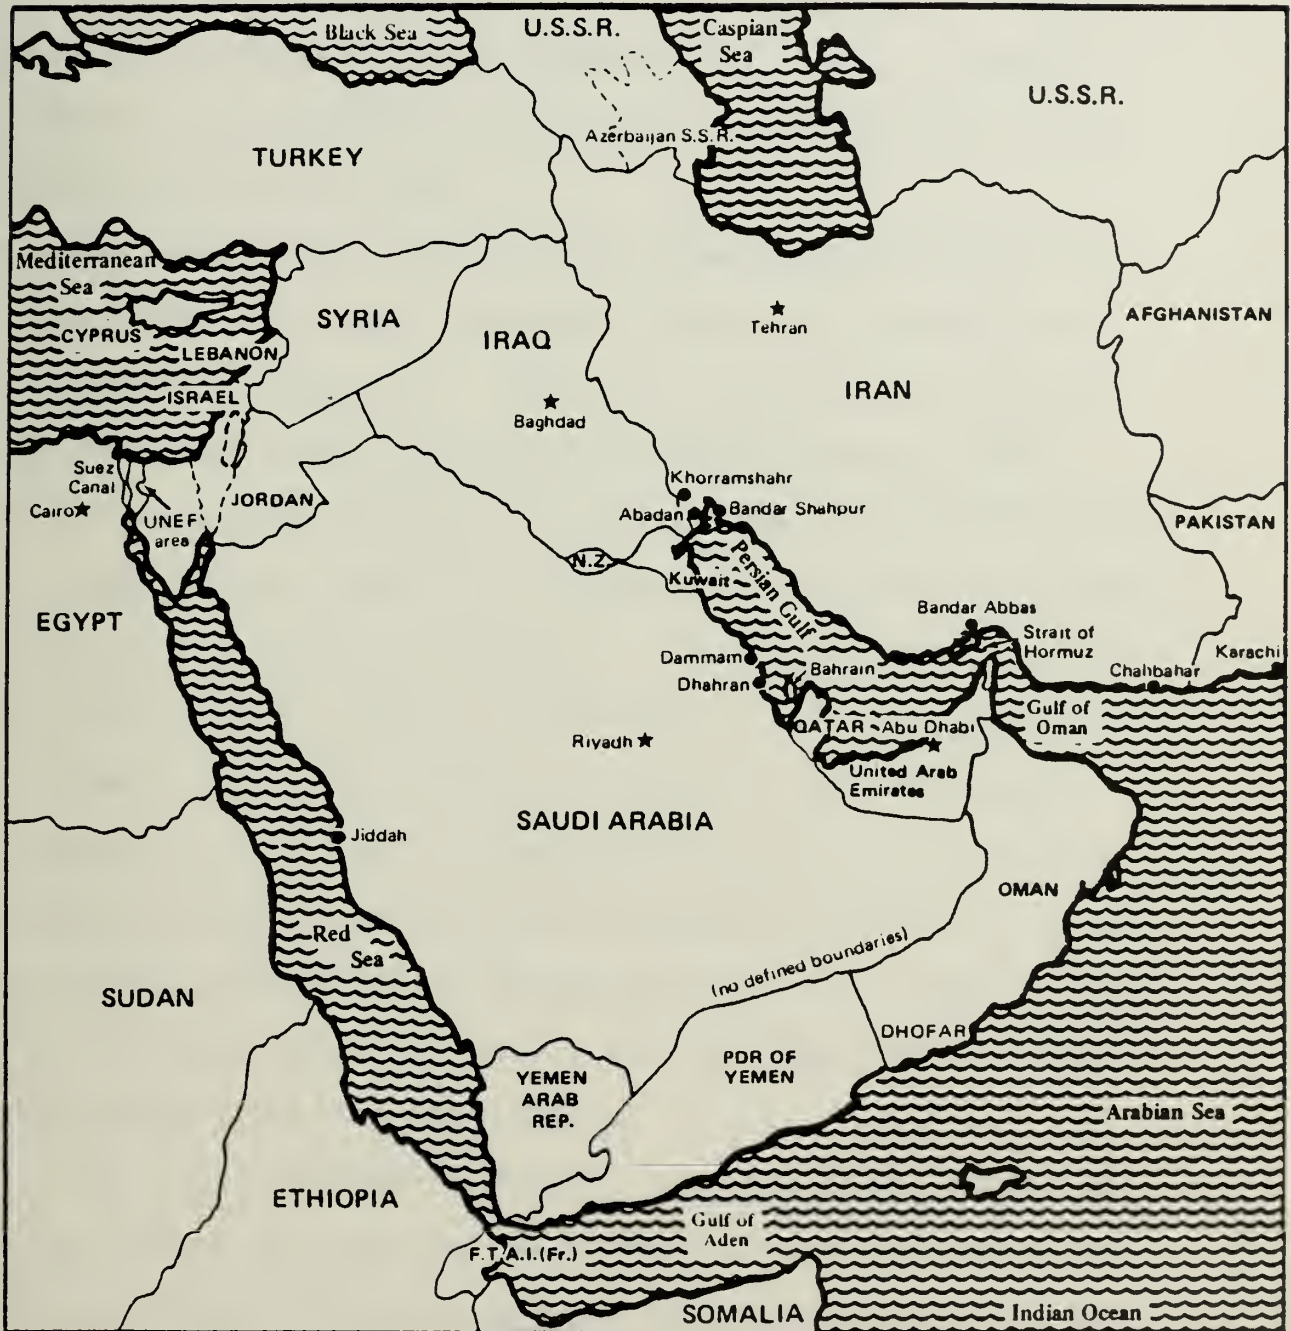 Black Sea
U.S.S.R.
Caspian
Sea
U.S.S.R.
Azerbaijan S.S.R.
TURKEY
Mediterranean
Sea
CYPRUS
LEBANON
SYRIA
IRAQ
Tehran
AFGHANISTAN
ISRAEL
Baghdad
IRAN
Suez
Canal
Cairo
UNEF
area
JORDAN
Khorramshahr
Abadan
Bandar Shahpur
PAKISTAN
N.Z.
Kuwait
Persian Gulf
EGYPT
Bandar Abbas
Strait of
Hormuz
Karachi
Dammam
Dhahran
Bahrain
Chahbahar
QATAR
Abu Dhabi
Gulf of
Oman
Riyadh
United Arab
Emirates
SAUDI ARABIA
Jiddah
OMAN
Red
Sea
(no defined boundaries)
SUDAN
DHOFAR
PDR OF
YEMEN
YEMEN
ARAB
REP.
Arabian Sea
ETHIOPIA
Gulf of
Aden
F.T.A.I.(Fr.)
SOMALIA
Indian Ocean